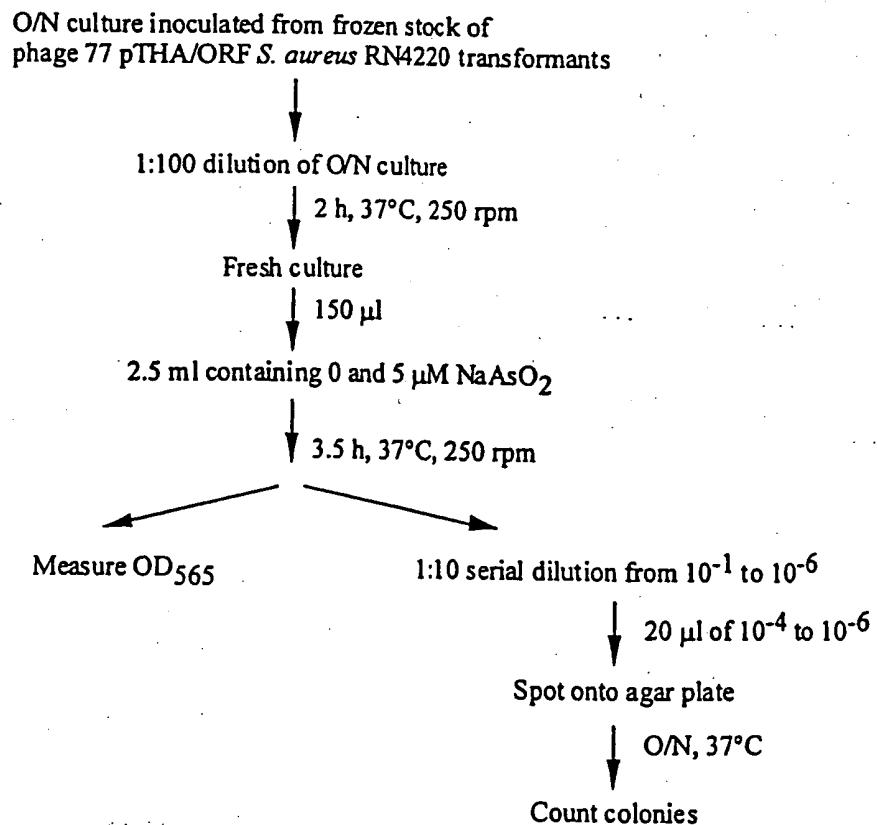 O/N culture inoculated from frozen stock of
phage 77 pTHA/ORF S. aureus RN4220 transformants
1:100 dilution of O/N culture
2 h, 37°C, 250 rpm
Fresh culture
150 µl
2.5 ml containing 0 and 5 µM NaAsO₂
3.5 h, 37°C, 250 rpm
Measure OD₅₆₅
1:10 serial dilution from 10⁻¹ to 10⁻⁶
20 µl of 10⁻⁴ to 10⁻⁶
Spot onto agar plate
O/N, 37°C
Count colonies